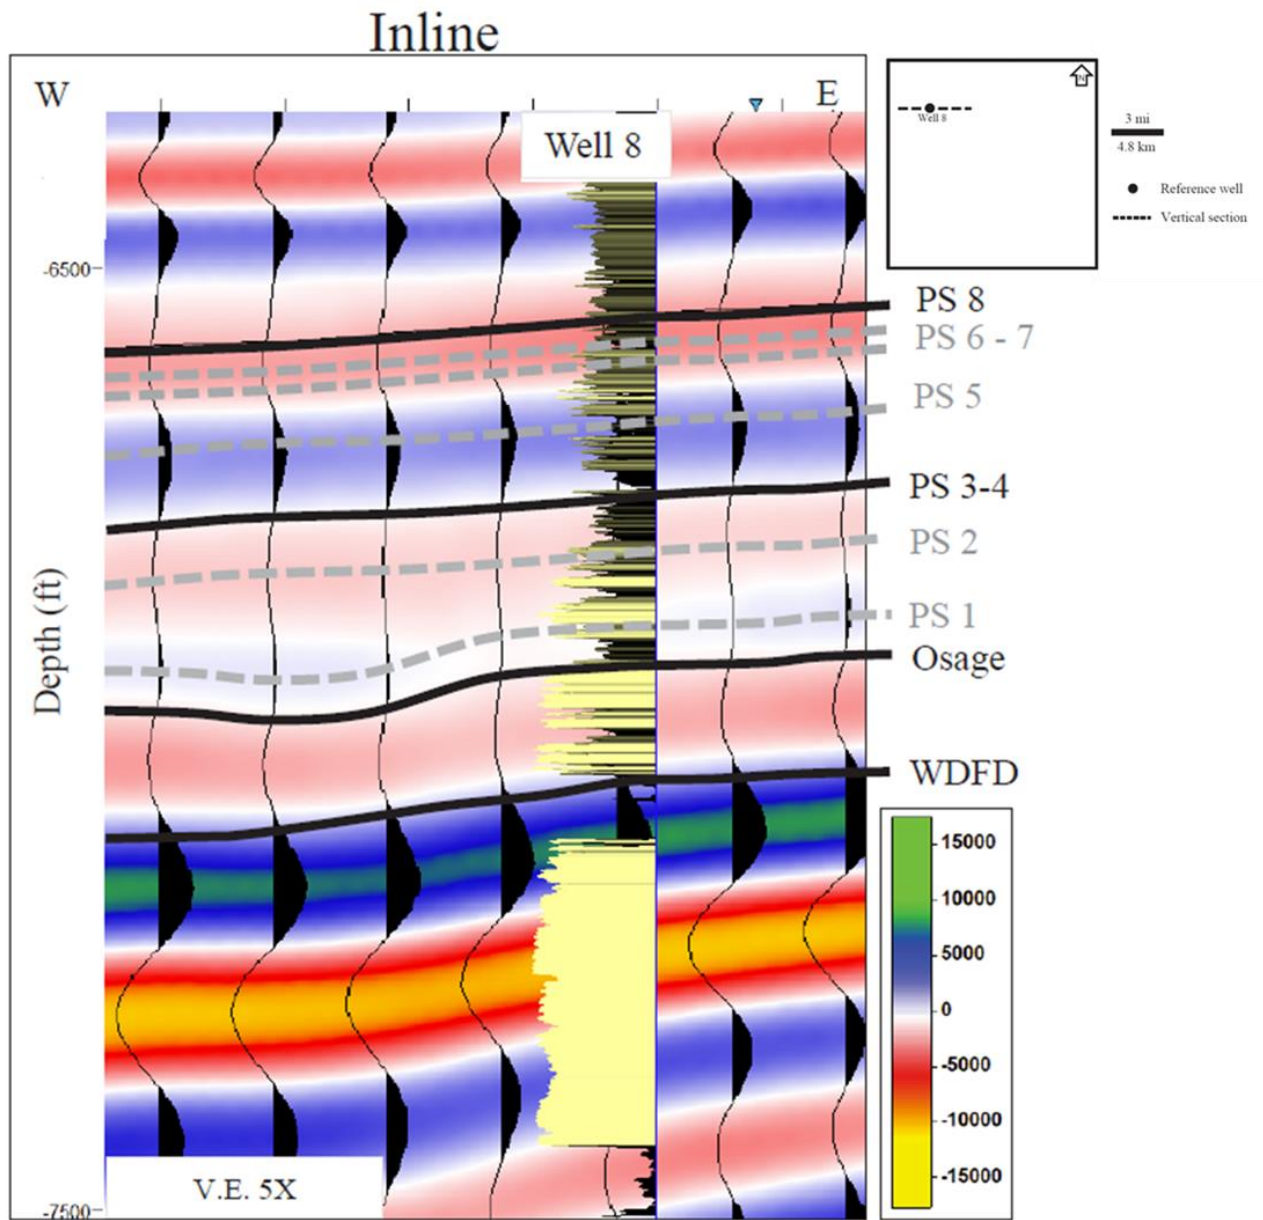 Inline
W
E
N
Well 8
Well 8
3 mi
4.8 km
Reference well
Vertical section
-6500
PS 8
PS 6 - 7
PS 5
PS 3-4
PS 2
PS 1
Osage
WDFD
Depth (ft)
15000
10000
5000
0
-5000
-10000
-15000
V.E. 5X
-7500